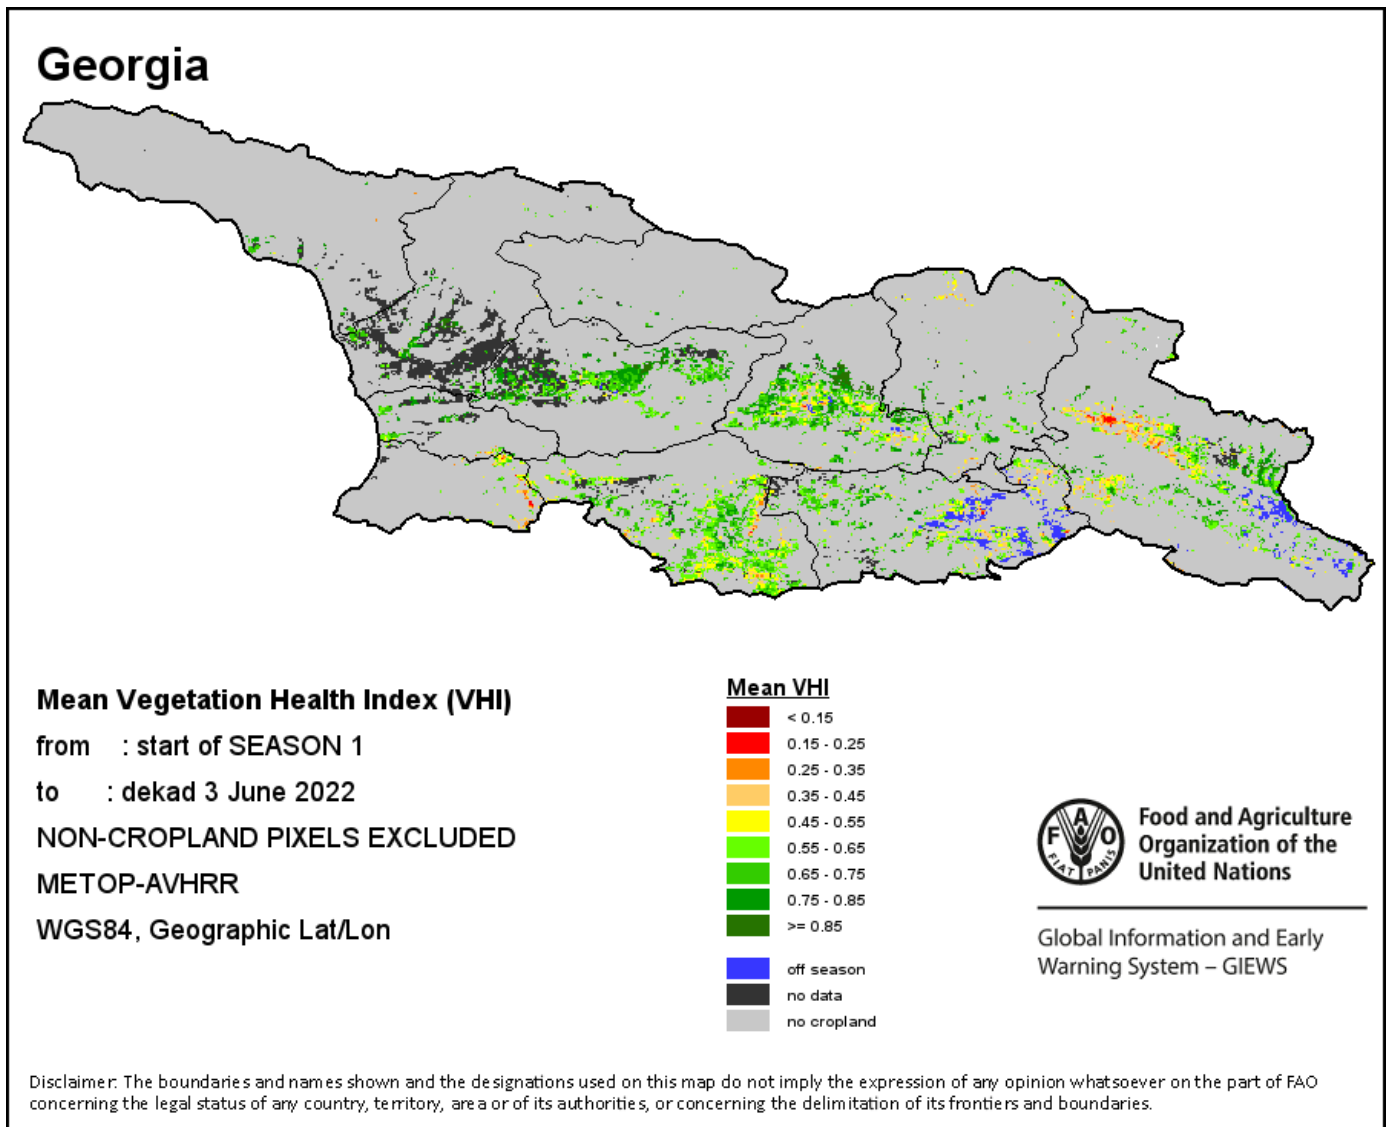 Georgia
Mean Vegetation Health Index (VHI)
from : start of SEASON 1
to : dekad 3 June 2022
NON-CROPLAND PIXELS EXCLUDED
METOP-AVHRR
WGS84, Geographic Lat/Lon
Mean VHI
< 0.15
0.15 - 0.25
0.25 - 0.35
0.35 - 0.45
0.45 - 0.55
0.55 - 0.65
0.65 - 0.75
0.75 - 0.85
>= 0.85
off season
no data
no cropland
F A O
FIAT PANIS
Food and Agriculture
Organization of the
United Nations
Global Information and Early
Warning System – GIEWS
Disclaimer: The boundaries and names shown and the designations used on this map do not imply the expression of any opinion whatsoever on the part of FAO
concerning the legal status of any country, territory, area or of its authorities, or concerning the delimitation of its frontiers and boundaries.